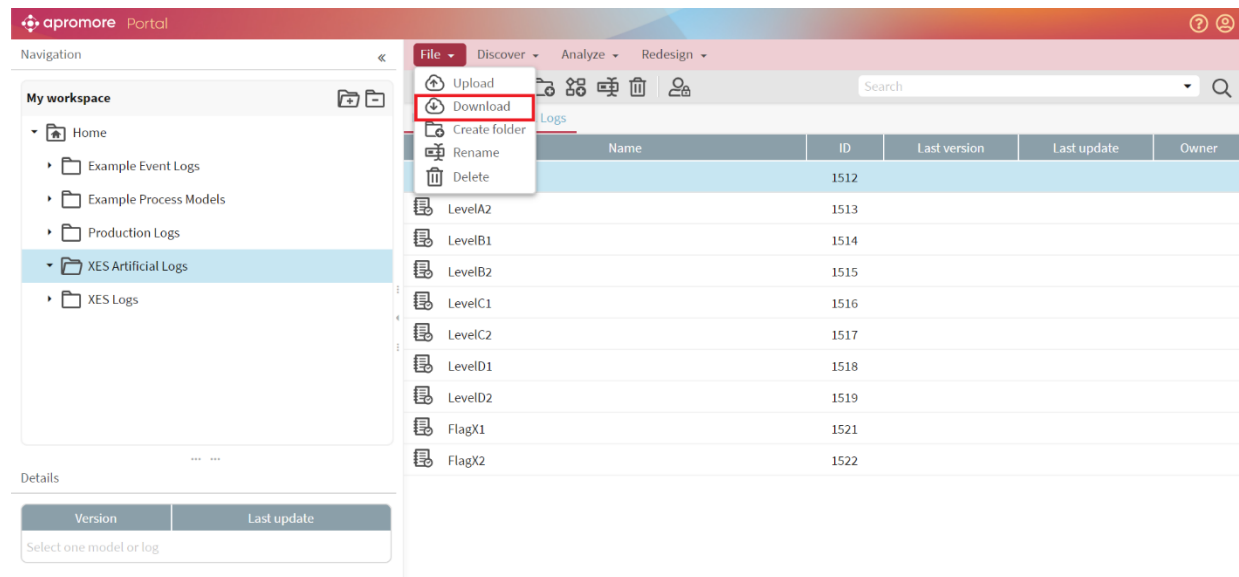 apromore Portal
Navigation
«
File Discover Analyze Redesign
My workspace
Home
Example Event Logs
Example Process Models
Production Logs
XES Artificial Logs
XES Logs
Details
Version Last update
Select one model or log
Upload
Download
Create folder
Rename
Delete
Search
Logs
Name ID Last version Last update Owner
1512
LevelA2 1513
LevelB1 1514
LevelB2 1515
LevelC1 1516
LevelC2 1517
LevelD1 1518
LevelD2 1519
FlagX1 1521
FlagX2 1522